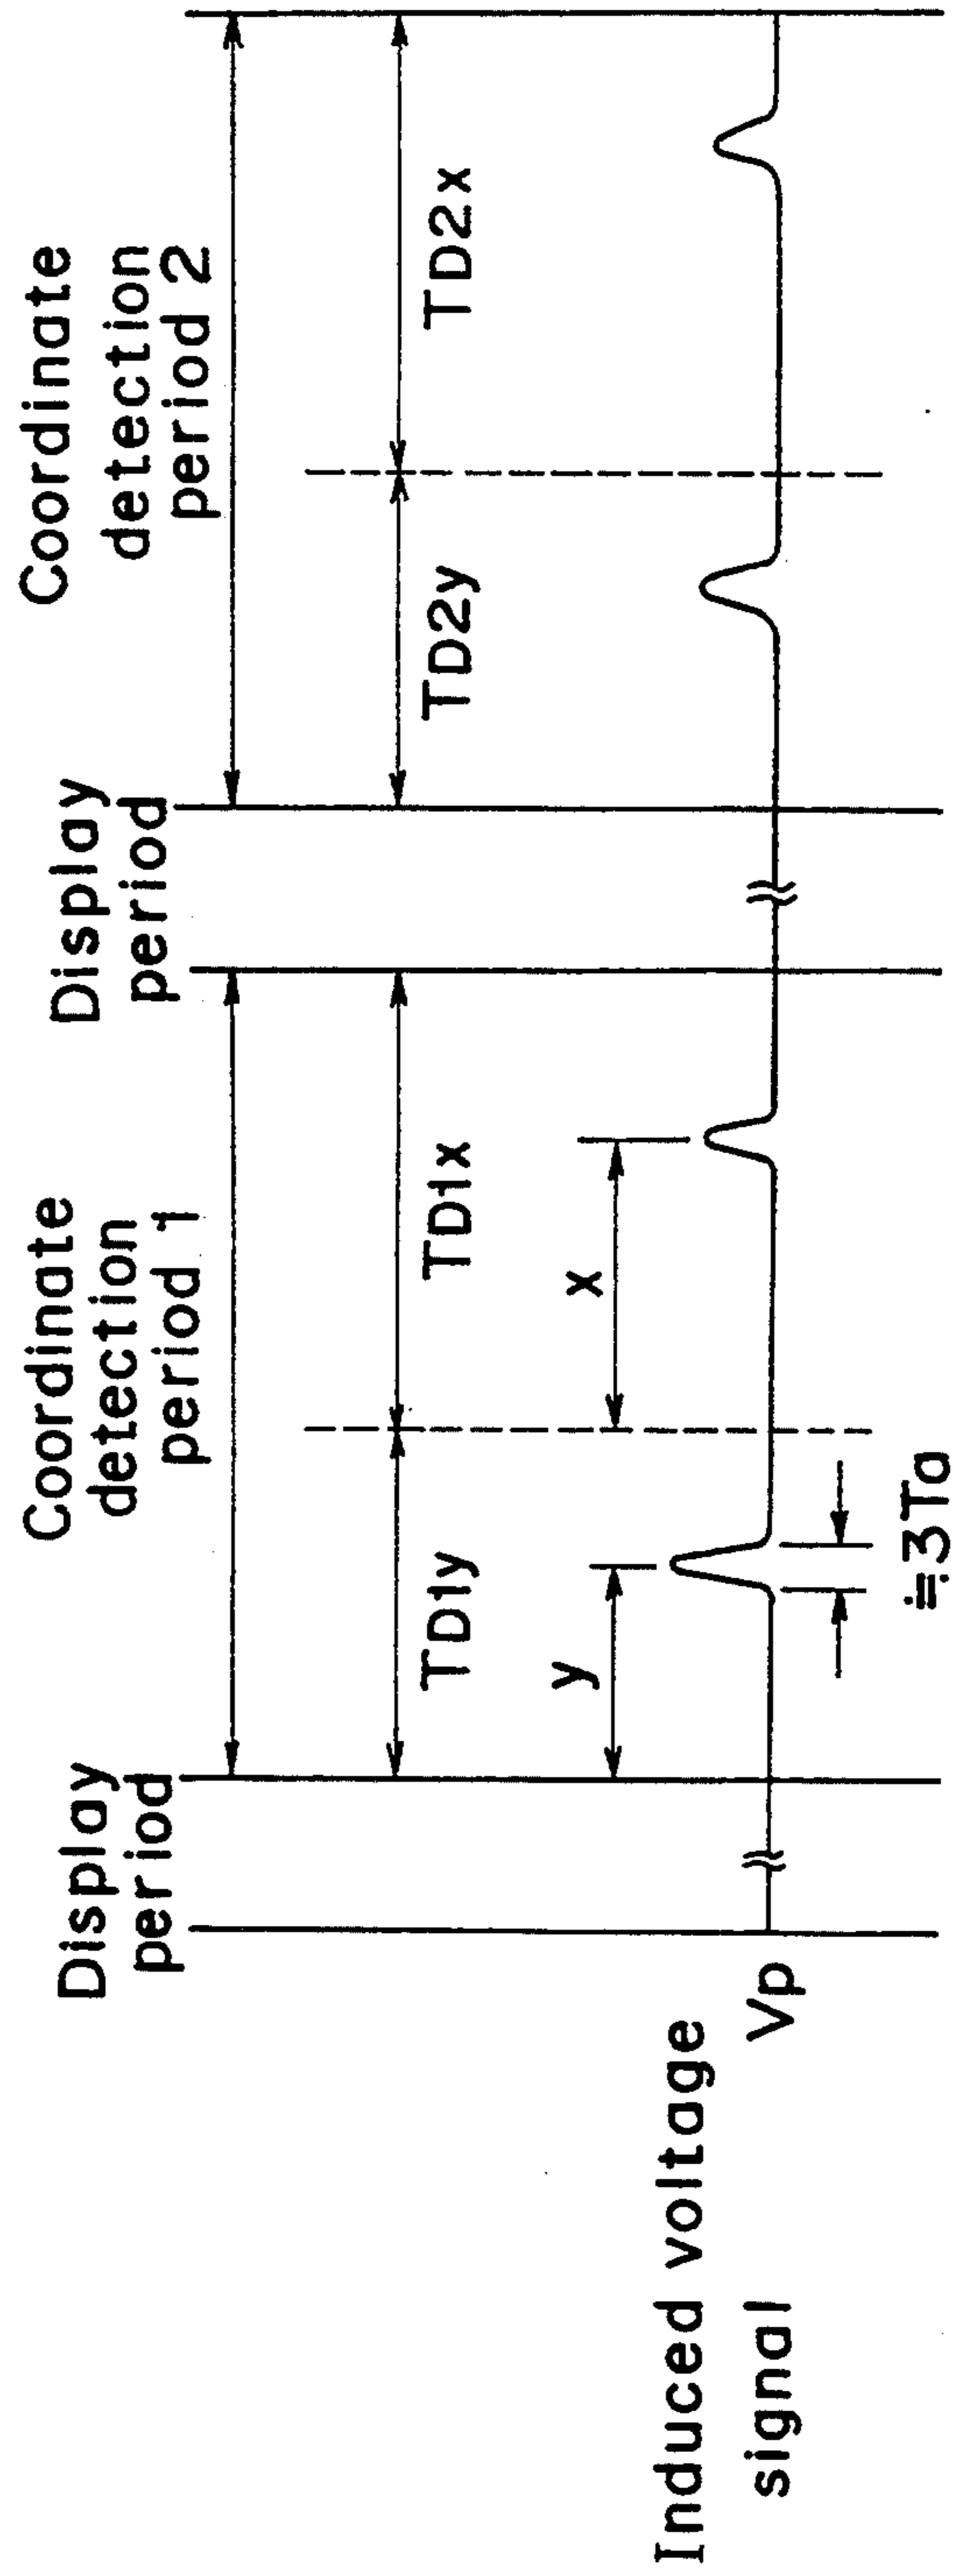 Display
period
Coordinate
detection
period 1
Display
period
Coordinate
detection
period 2
TD1y
TD1x
TD2y
TD2x
y
x
Induced voltage
signal
Vp
≒3Ta